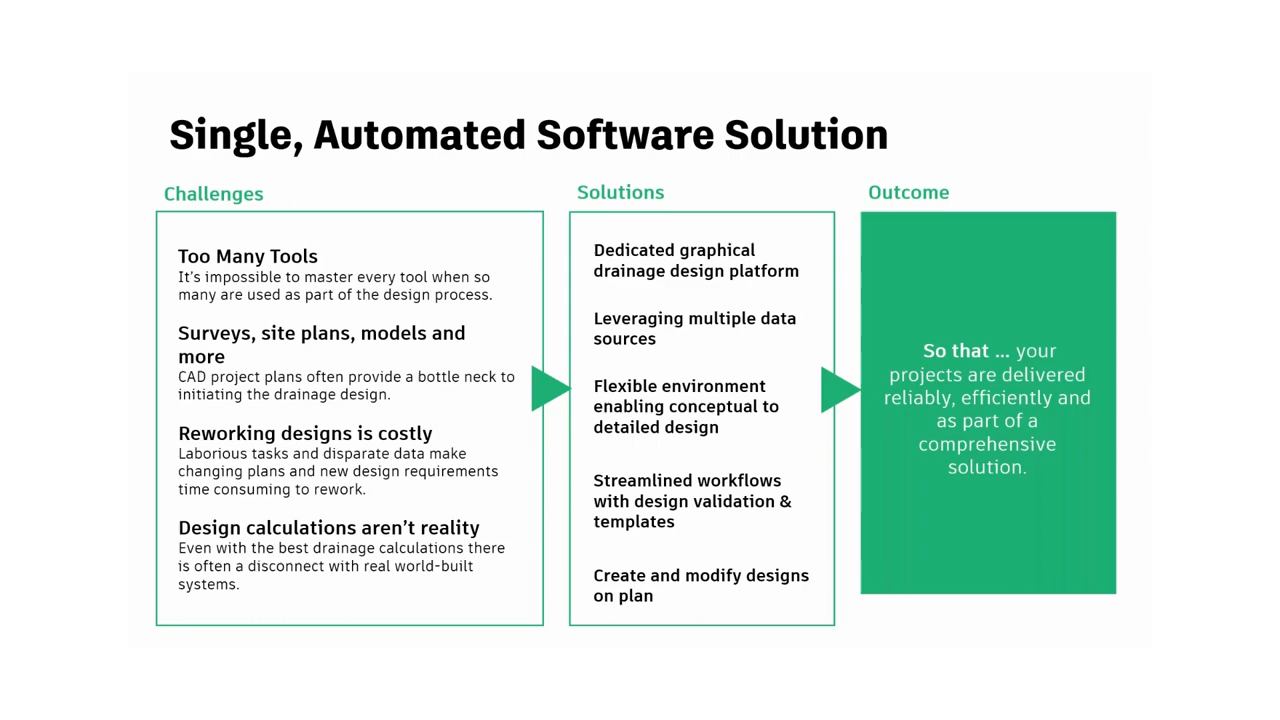 Single, Automated Software Solution
Challenges
Too Many Tools
It's impossible to master every tool when so
many are used as part of the design process.
Surveys, site plans, models and
more
CAD project plans often provide a bottle neck to
initiating the drainage design.
Reworking designs is costly
Laborious tasks and disparate data make
changing plans and new design requirements
time consuming to rework.
Design calculations aren't reality
Even with the best drainage calculations there
is often a disconnect with real world-built
systems.
Solutions
Dedicated graphical
drainage design platform
Leveraging multiple data
sources
Flexible environment
enabling conceptual to
detailed design
Streamlined workflows
with design validation &
templates
Create and modify designs
on plan
Outcome
So that ... your
projects are delivered
reliably, efficiently and
as part of a
comprehensive
solution.